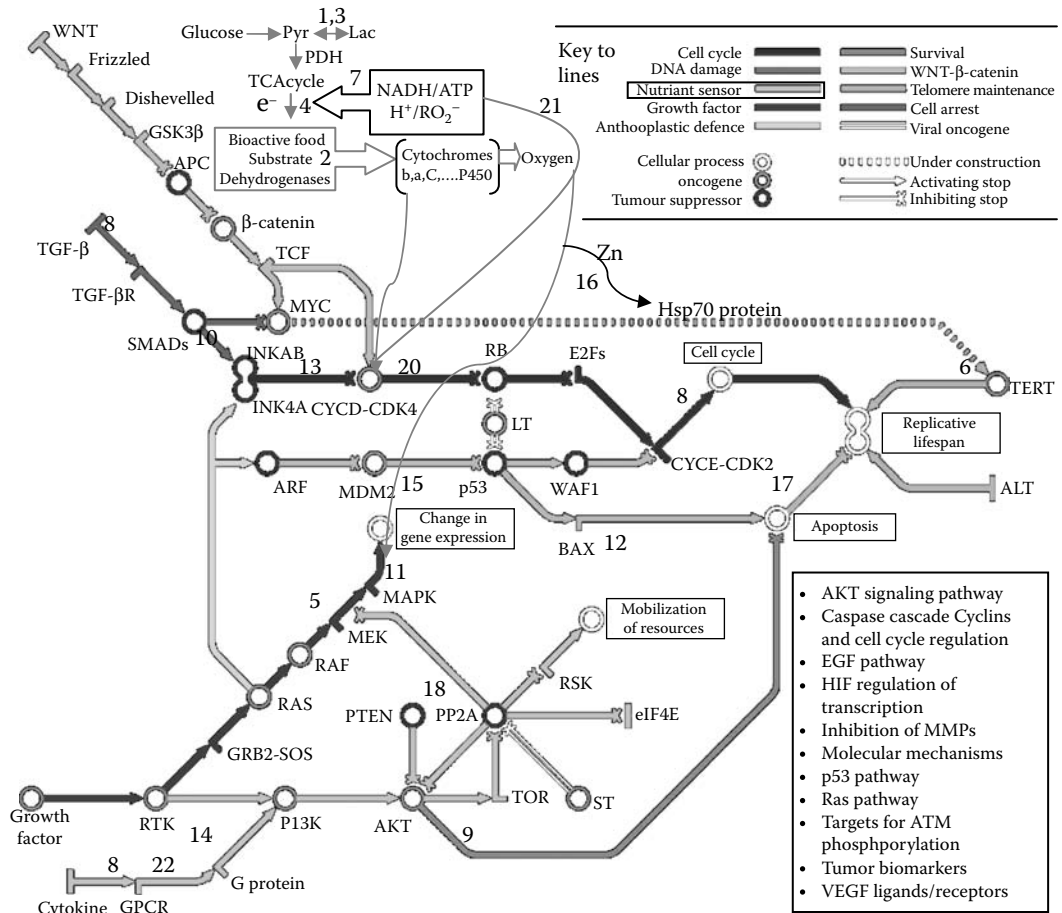 WNT
Frizzled
Dishevelled
GSK3β
APC
β-catenin
TCF
MYC
8
TGF-β
TGF-βR
SMADs
10
1,3
Glucose
Pyr
Lac
PDH
TCAcycle
e⁻
4
7
NADH/ATP
H⁺/RO₂⁻
Bioactive food
Substrate
Dehydrogenases
2
Cytochromes
b,a,C,....P450
Oxygen
21
Key to
lines
Cell cycle
DNA damage
Nutriant sensor
Growth factor
Anthooplastic defence
Survival
WNT-β-catenin
Telomere maintenance
Cell arrest
Viral oncogene
Cellular process
oncogene
Tumour suppressor
Under construction
Activating stop
Inhibiting stop
Zn
16
Hsp70 protein
INKAB
INK4A
13
CYCD-CDK4
20
RB
E2Fs
Cell cycle
8
6
TERT
LT
Replicative
lifespan
CYCE-CDK2
ARF
MDM2
15
p53
WAF1
17
ALT
Change in
gene expression
BAX
12
Apoptosis
11
MAPK
5
MEK
RAF
RAS
GRB2-SOS
Mobilization
of resources
RSK
18
PTEN
PP2A
eIF4E
Growth
factor
RTK
14
P13K
AKT
TOR
ST
9
8
22
G protein
Cytokine
GPCR
• AKT signaling pathway
• Caspase cascade Cyclins
and cell cycle regulation
• EGF pathway
• HIF regulation of
transcription
• Inhibition of MMPs
• Molecular mechanisms
• p53 pathway
• Ras pathway
• Targets for ATM
phosphporylation
• Tumor biomarkers
• VEGF ligands/receptors